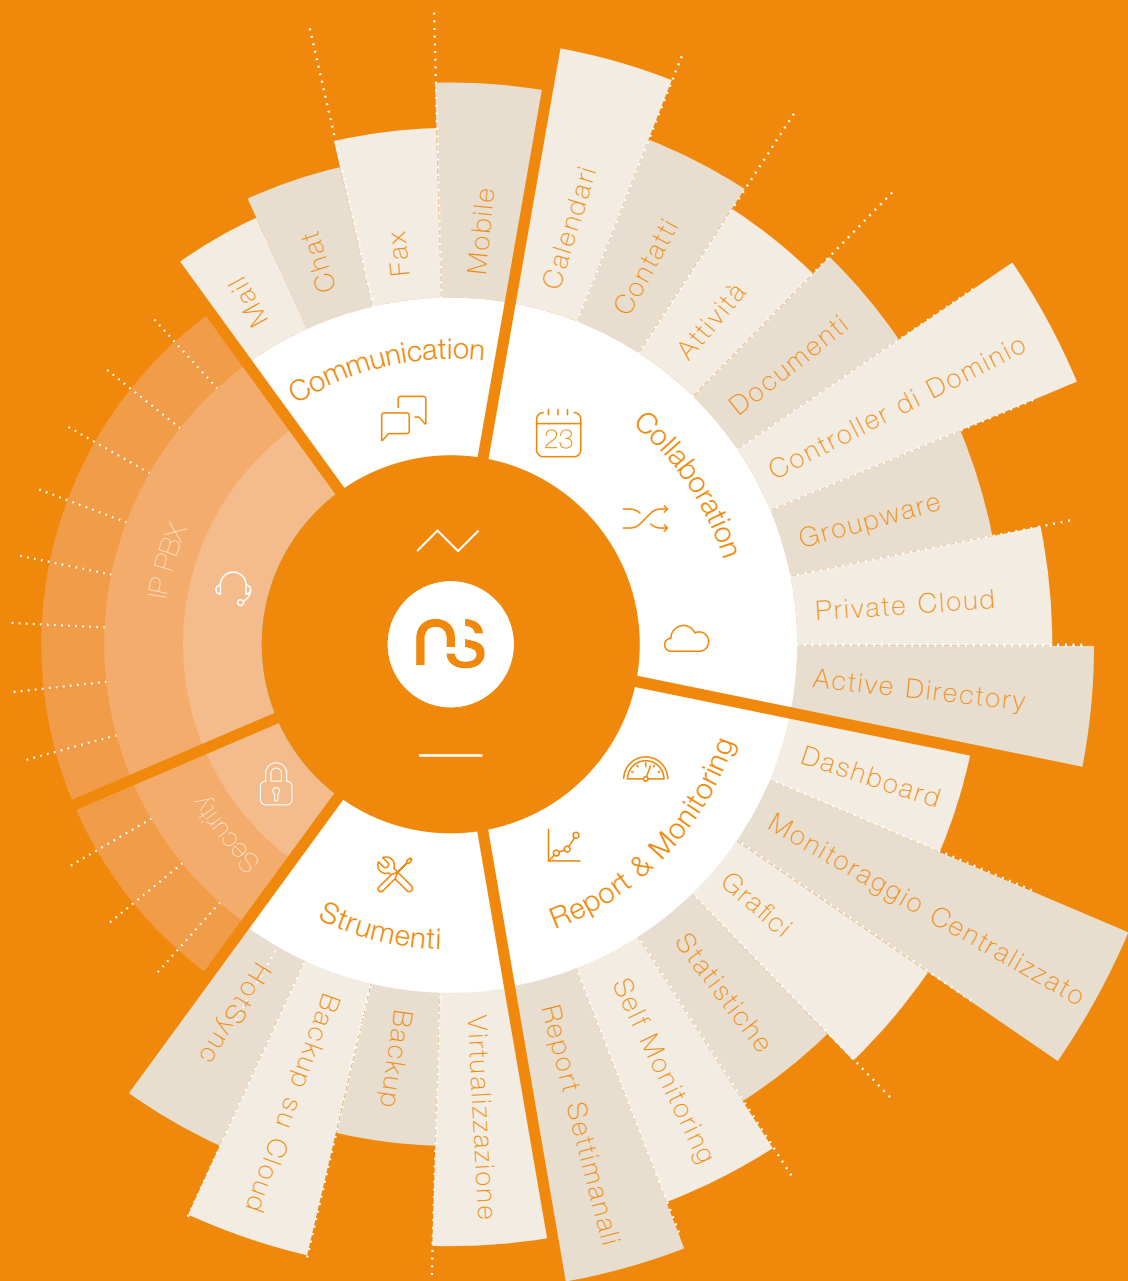 Mail
Chat
Fax
Mobile
Communication
Calendari
Contatti
Attività
Documenti
Controller di Dominio
Groupware
Private Cloud
Active Directory
23
Collaboration
Dashboard
Monitoraggio Centralizzato
Grafici
Statistiche
Self Monitoring
Report Settimanali
Report & Monitoring
Virtualizzazione
Backup
Backup su Cloud
HotSync
Strumenti
Security
IP PBX
ns